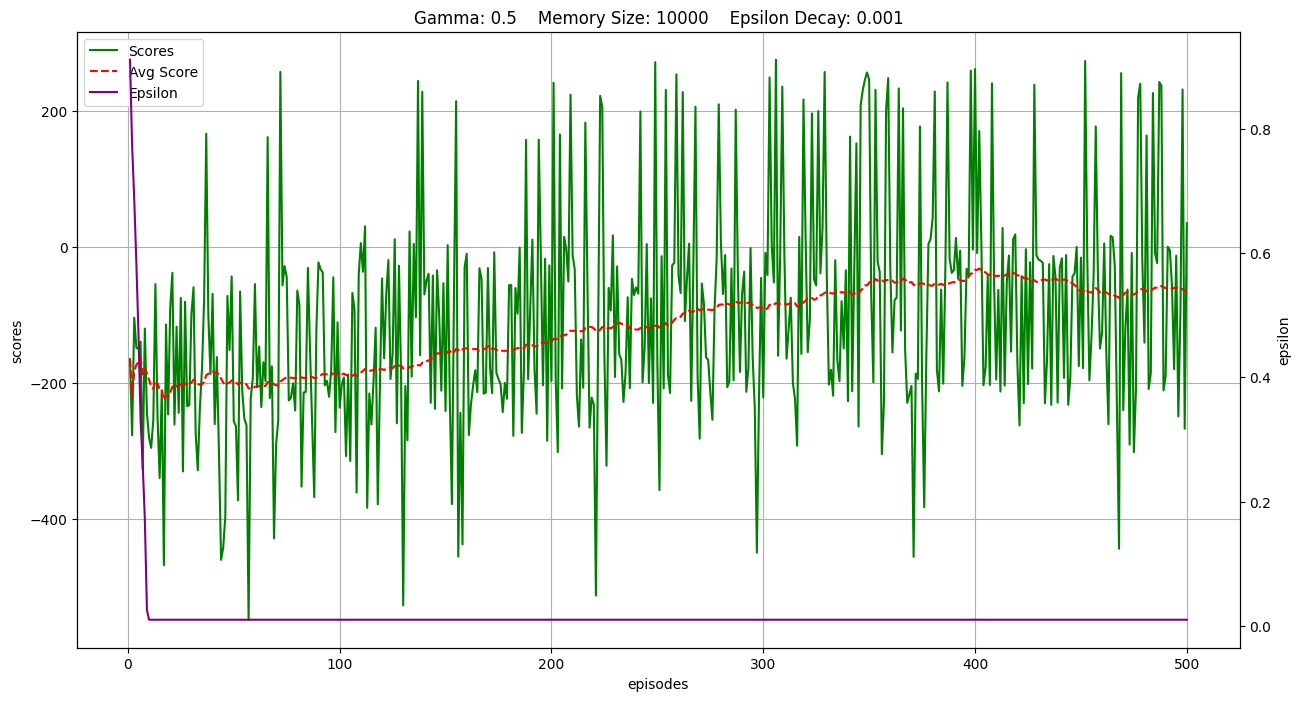 Gamma: 0.5    Memory Size: 10000    Epsilon Decay: 0.001
Scores
Avg Score
Epsilon
200
0
−200
−400
scores
0.8
0.6
0.4
0.2
0.0
epsilon
0
100
200
300
400
500
episodes